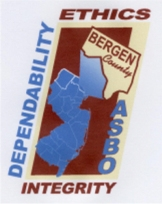 ETHICS
BERGEN
County
DEPENDABILITY
ASBO
INTEGRITY